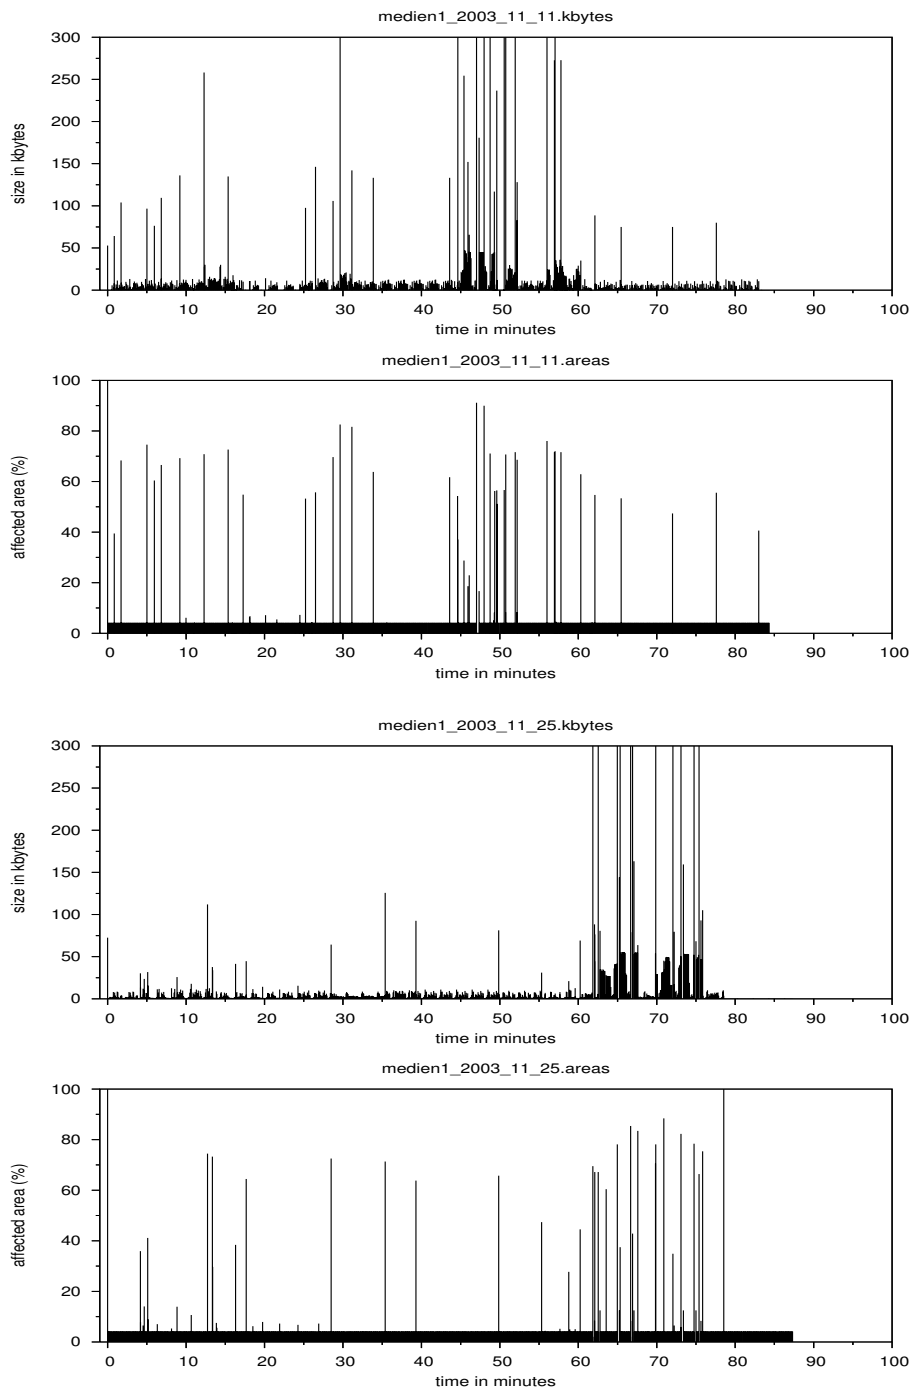 medien1_2003_11_11.kbytes
300
250
200
150
100
50
0
size in kbytes
0 10 20 30 40 50 60 70 80 90 100
time in minutes
medien1_2003_11_11.areas
100
80
60
40
20
0
affected area (%)
0 10 20 30 40 50 60 70 80 90 100
time in minutes
medien1_2003_11_25.kbytes
300
250
200
150
100
50
0
size in kbytes
0 10 20 30 40 50 60 70 80 90 100
time in minutes
medien1_2003_11_25.areas
100
80
60
40
20
0
affected area (%)
0 10 20 30 40 50 60 70 80 90 100
time in minutes